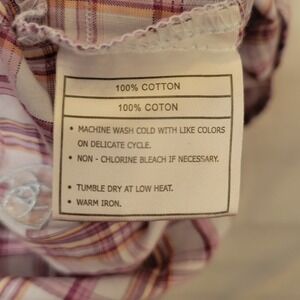 100% COTTON
100% COTON
• MACHINE WASH COLD WITH LIKE COLORS
ON DELICATE CYCLE.
• NON - CHLORINE BLEACH IF NECESSARY.
• TUMBLE DRY AT LOW HEAT.
• WARM IRON.